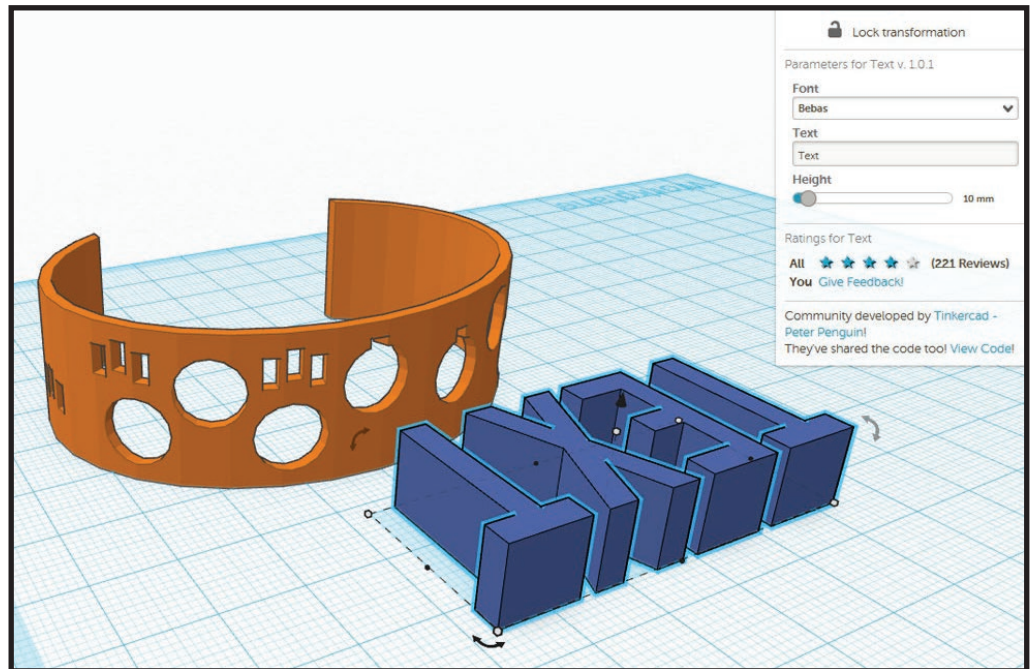 Lock transformation
Parameters for Text v. 1.0.1
Font
Bebas
Text
Text
Height
10 mm
Ratings for Text
All (221 Reviews)
You Give Feedback!
Community developed by Tinkercad -
Peter Penguin!
They've shared the code too! View Code!
Workplane
TEXT